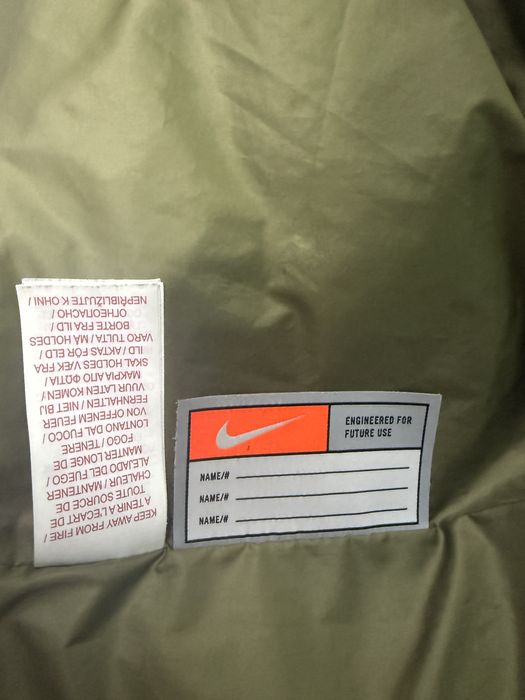 KEEP AWAY FROM FIRE /
A TENIR A L'ECART DE
TOUTE SOURCE DE
CHALEUR / MANTENER
ALEJADO DEL FUEGO /
MANTER LONGE DE
FOGO / TENERE
LONTANO DAL FUOCO /
VON OFFENEM FEUER
FERNHALTEN / NIET BIJ
VUUR LATEN KOMEN /
ΜΑΚΡΙΑ ΑΠΟ ΦΩΤΙΑ /
SKAL HOLDES VÆK FRA
ILD / AKTAS FÖR ELD /
VARO TULTA / MÅ HOLDES
BORTE FRA ILD /
ОГНЕОПАСНО /
NEPŘIBLIŽUJTE K OHNI /
ENGINEERED FOR
FUTURE USE
NAME/#
NAME/#
NAME/#